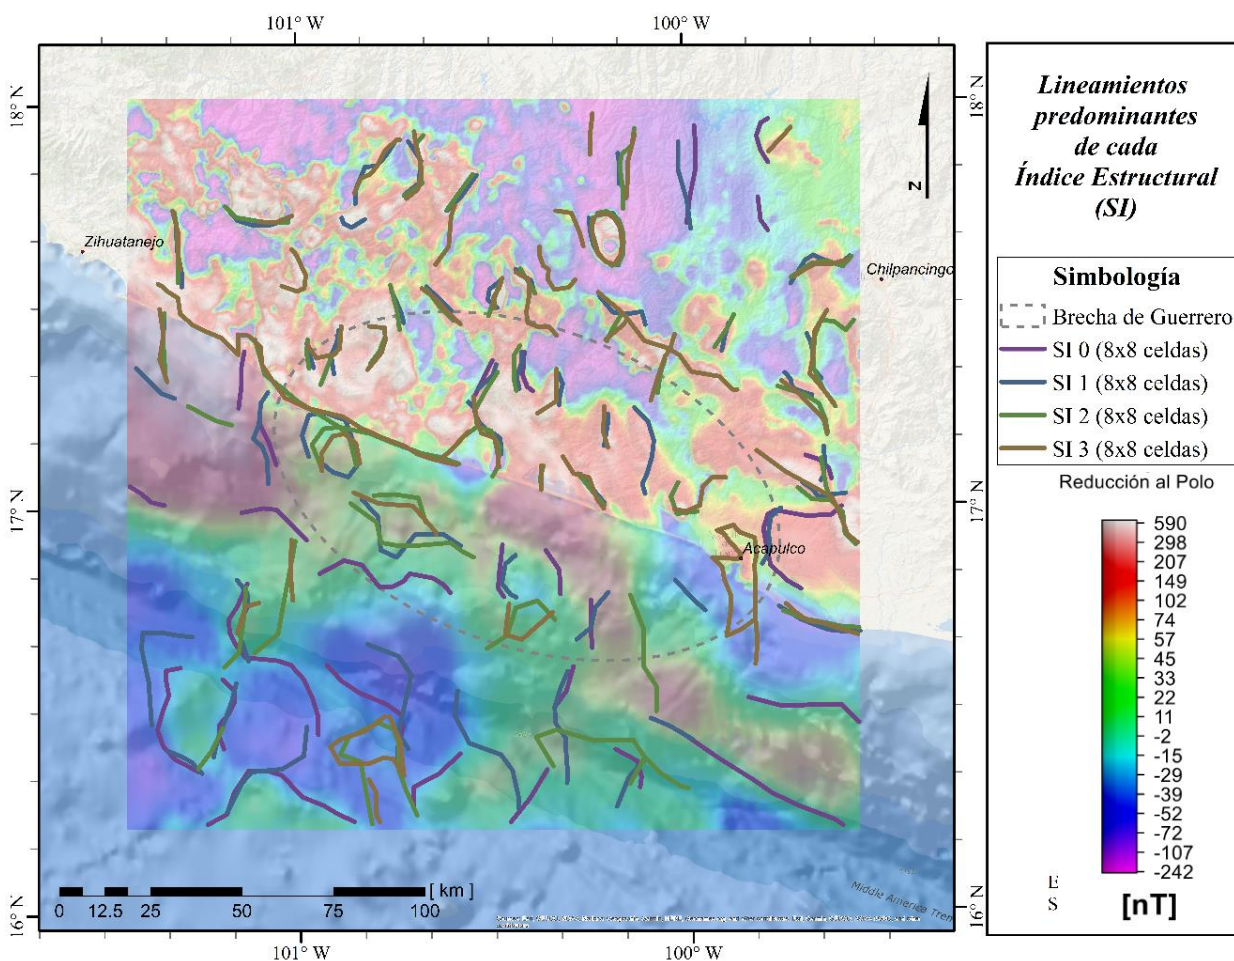 101° W
100° W
18° N
18° N
17° N
17° N
16° N
16° N
101° W
100° W
Zihuatanejo
Chilpancingo
Acapulco
Middle America Tren
N
[ km ]
0 12.5 25 50 75 100
Lineamientos
predominantes
de cada
Índice Estructural
(SI)
Simbología
Brecha de Guerrero
SI 0 (8x8 celdas)
SI 1 (8x8 celdas)
SI 2 (8x8 celdas)
SI 3 (8x8 celdas)
Reducción al Polo
590
298
207
149
102
74
57
45
33
22
11
-2
-15
-29
-39
-52
-72
-107
-242
[nT]
E
S